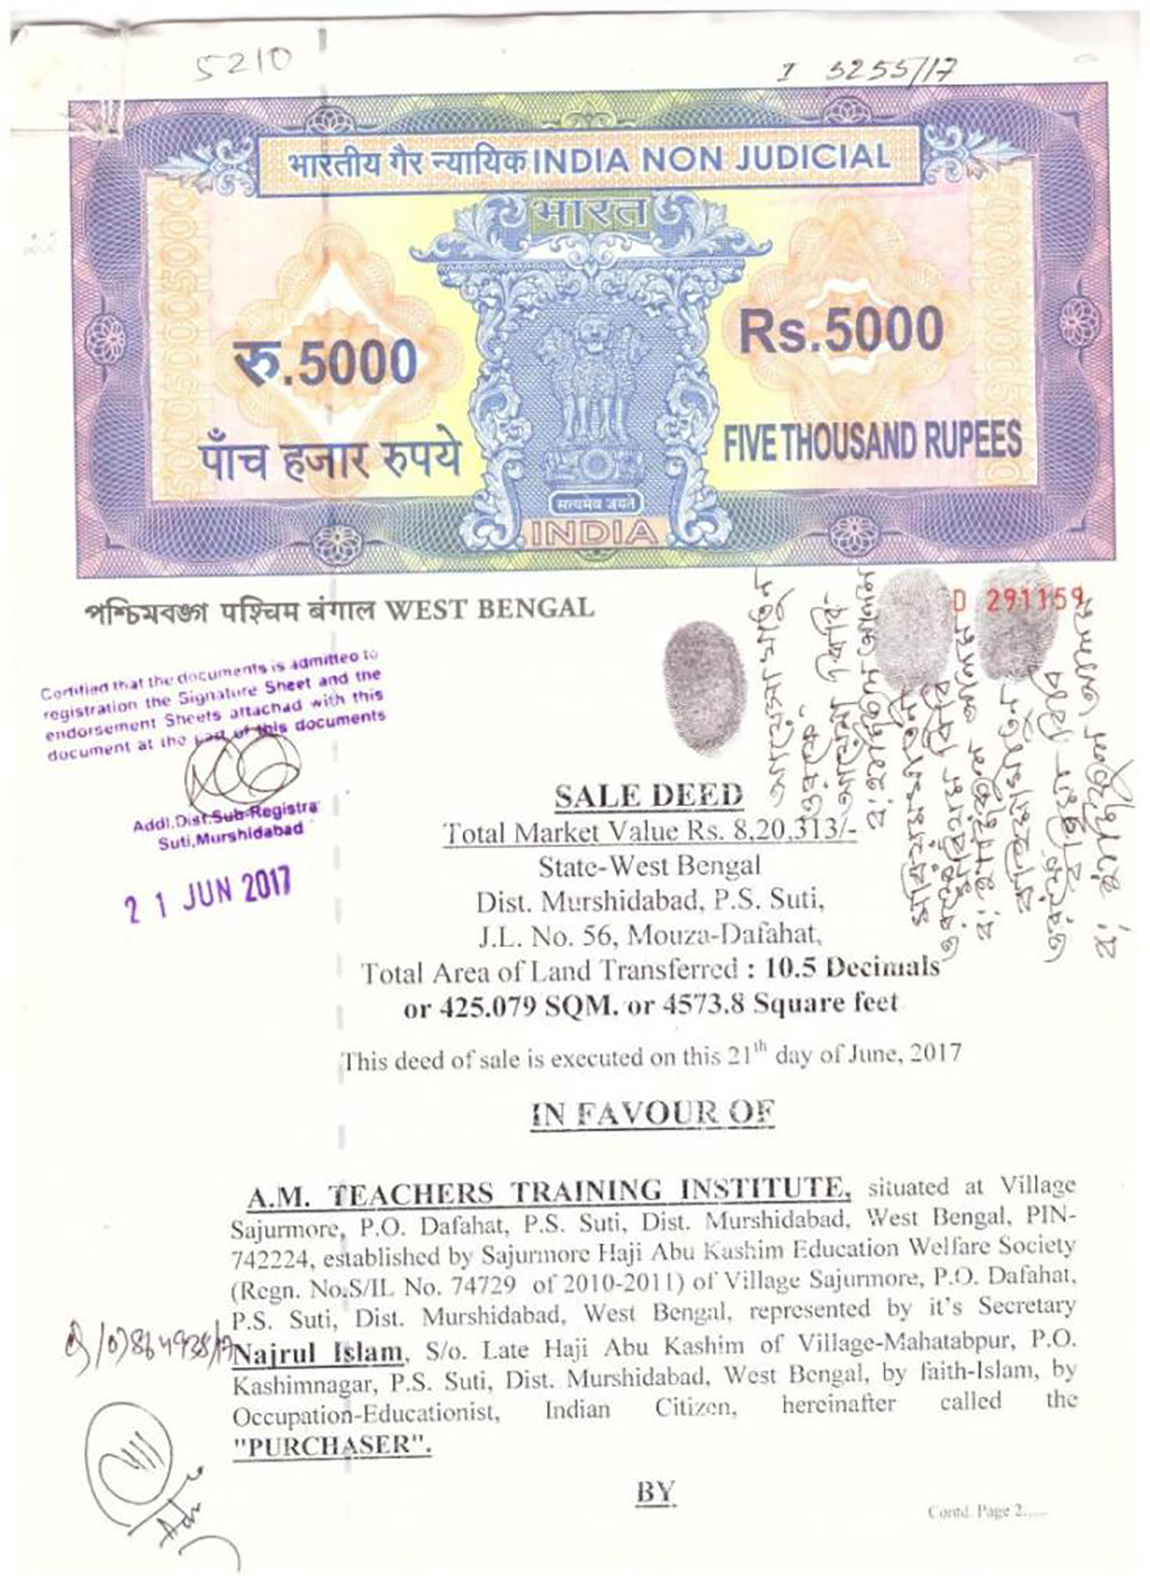 5210
I 5255/17
भारतीय गैर न्यायिक INDIA NON JUDICIAL
भारत
रु.5000
Rs.5000
पाँच हजार रुपये
FIVE THOUSAND RUPEES
सत्यमेव जयते
INDIA
পশ্চিমবঙ্গ पश्चिम बंगाल WEST BENGAL
D 291159
Certified that the documents is admitted to
registration the Signature Sheet and the
endorsement Sheets attached with this
document at the part of this documents
Addl.Dist.Sub-Registra
Suti,Murshidabad
2 1 JUN 2017
SALE DEED
Total Market Value Rs. 8,20,313/-
State-West Bengal
Dist. Murshidabad, P.S. Suti,
J.L. No. 56, Mouza-Dafahat,
Total Area of Land Transferred : 10.5 Decimals
or 425.079 SQM. or 4573.8 Square feet
This deed of sale is executed on this 21th day of June, 2017
IN FAVOUR OF
A.M. TEACHERS TRAINING INSTITUTE, situated at Village
Sajurmore, P.O. Dafahat, P.S. Suti, Dist. Murshidabad, West Bengal, PIN-
742224, established by Sajurmore Haji Abu Kashim Education Welfare Society
(Regn. No.S/IL No. 74729 of 2010-2011) of Village Sajurmore, P.O. Dafahat,
P.S. Suti, Dist. Murshidabad, West Bengal, represented by it's Secretary
Najrul Islam, S/o. Late Haji Abu Kashim of Village-Mahatabpur, P.O.
Kashimnagar, P.S. Suti, Dist. Murshidabad, West Bengal, by faith-Islam, by
Occupation-Educationist, Indian Citizen, hereinafter called the
"PURCHASER".
BY
Contd. Page 2......